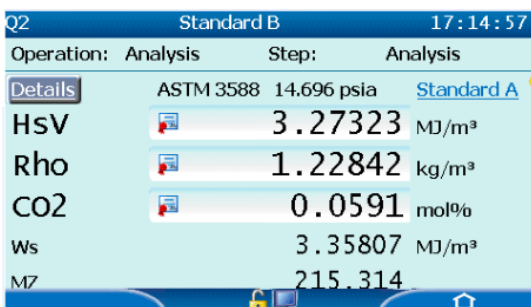 Q2 Standard B 17:14:57
Operation: Analysis Step: Analysis
Details ASTM 3588 14.696 psia Standard A
HsV 3.27323 MJ/m³
Rho 1.22842 kg/m³
CO2 0.0591 mol%
Ws 3.35807 MJ/m³
MZ 215.314